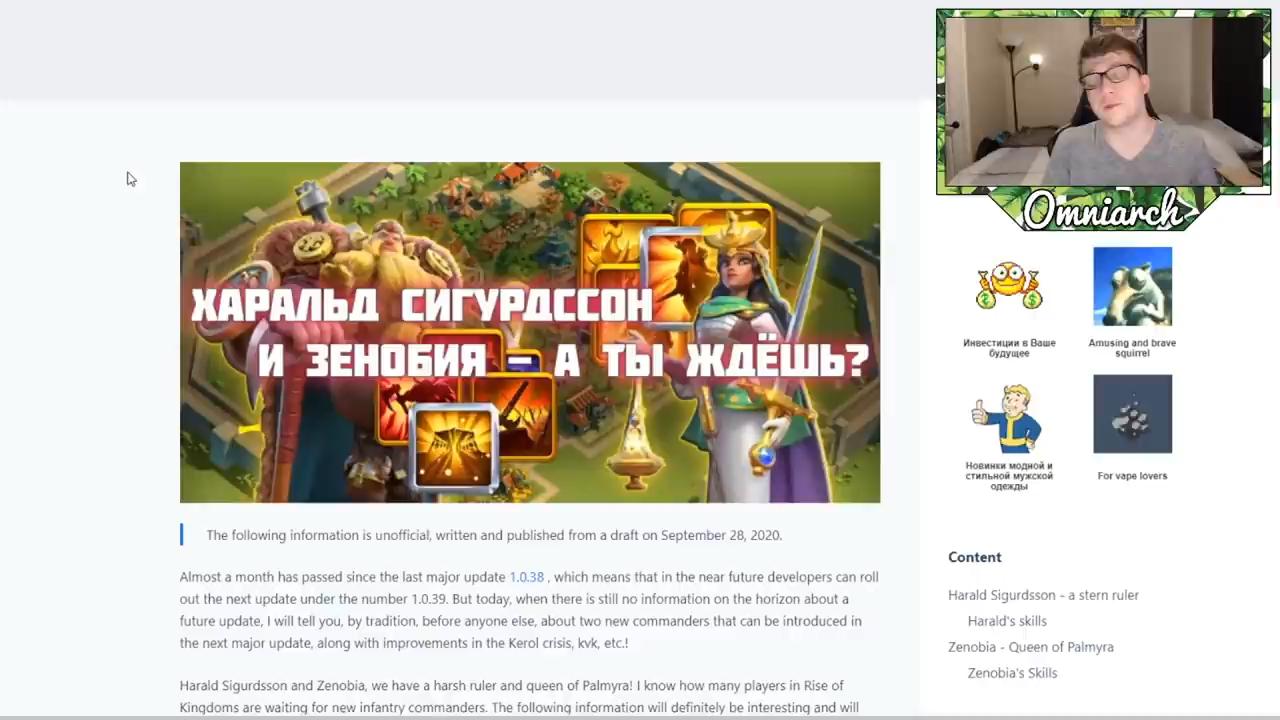 Omniarch
ХАРАЛЬД СИГУРДССОН
И ЗЕНОБИЯ – А ТЫ ЖДЁШЬ?
The following information is unofficial, written and published from a draft on September 28, 2020.
Almost a month has passed since the last major update 1.0.38 , which means that in the near future developers can roll
out the next update under the number 1.0.39. But today, when there is still no information on the horizon about a
future update, I will tell you, by tradition, before anyone else, about two new commanders that can be introduced in
the next major update, along with improvements in the Kerol crisis, kvk, etc.!
Harald Sigurdsson and Zenobia, we have a harsh ruler and queen of Palmyra! I know how many players in Rise of
Kingdoms are waiting for new infantry commanders. The following information will definitely be interesting and will
Инвестиции в Ваше
будущее
Amusing and brave
squirrel
Новинки модной и
стильной мужской
одежды
For vape lovers
Content
Harald Sigurdsson - a stern ruler
Harald's skills
Zenobia - Queen of Palmyra
Zenobia's Skills